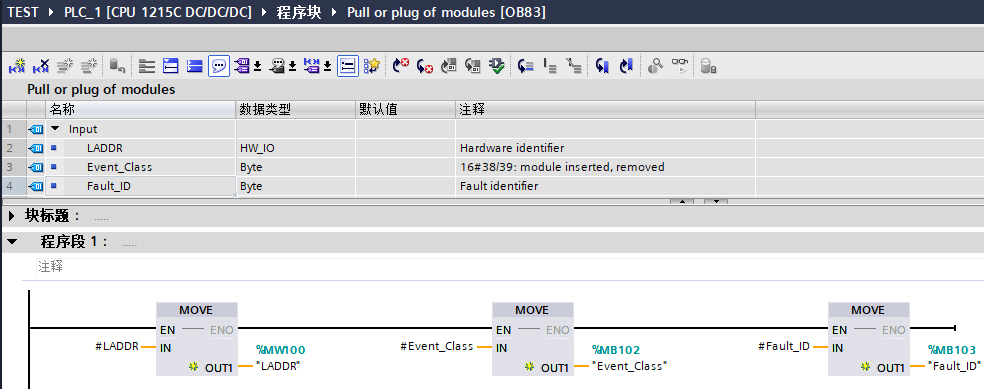 TEST ▸ PLC_1 [CPU 1215C DC/DC/DC] ▸ 程序块 ▸ Pull or plug of modules [OB83]
Pull or plug of modules
名称 数据类型 默认值 注释
1 Input
2 LADDR HW_IO Hardware identifier
3 Event_Class Byte 16#38/39: module inserted, removed
4 Fault_ID Byte Fault identifier
块标题： .....
程序段 1： .....
注释
MOVE MOVE MOVE
EN ENO EN ENO EN ENO
#LADDR IN #Event_Class IN #Fault_ID IN
%MW100 %MB102 %MB103
OUT1 "LADDR" OUT1 "Event_Class" OUT1 "Fault_ID"